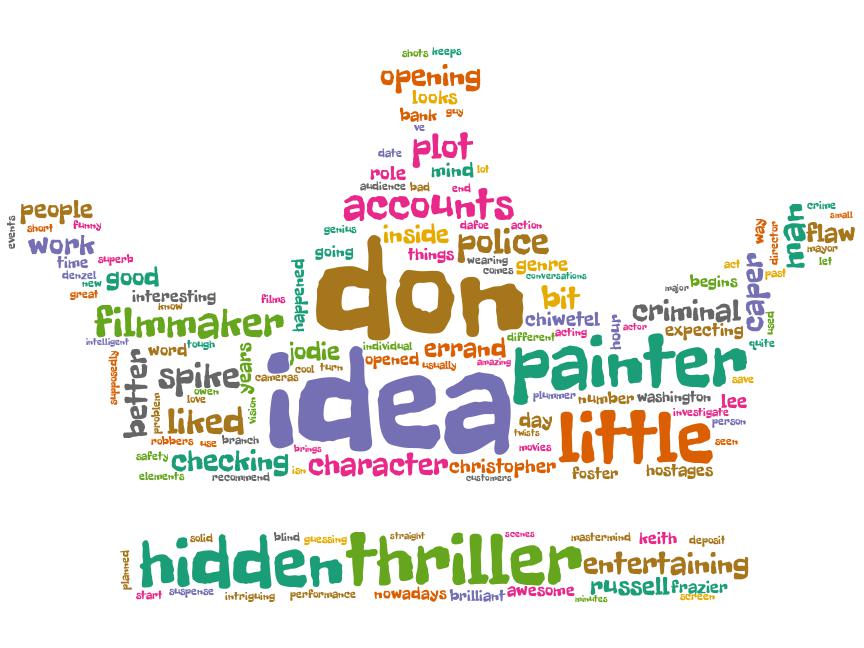 shots keeps
opening
looks
bank guy
ve
date plot
role mind lot
audience bad end
accounts
people
events short funny
work
time superb
denzel
new good
great
genius inside dafoe action
going things police
wearing
comes genre
conversations
crime
small
way director man flaw
mayor
let
act past
major begins
interesting
know
films happened don bit
filmmaker
chiwetel
different acting
hour actor
criminal caper used
expecting
quite
intelligent
supposedly word tough
better spike years
owen
love
problem liked vision
robbers use branch
jodie individual errand
cool turn opened usually amazing
cameras
idea painter
save
plummer number washington lee
investigate
person
day little seen
twists
movies
safety checking
elements recommend isn
brings character christopher
customers
foster hostages
solid blind guessing straight scenes mastermind keith deposit
planned hidden thriller entertaining
start suspense intriguing performance nowadays brilliant awesome minutes russell frazier
screen